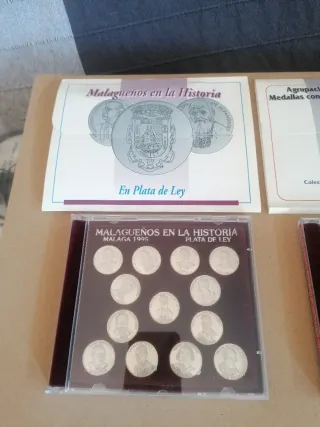 Malagueños en la Historia
En Plata de Ley
Agrupaci
Medallas con
Colec
MALAGUEÑOS EN LA HISTORIA
MALAGA 1995 PLATA DE LEY